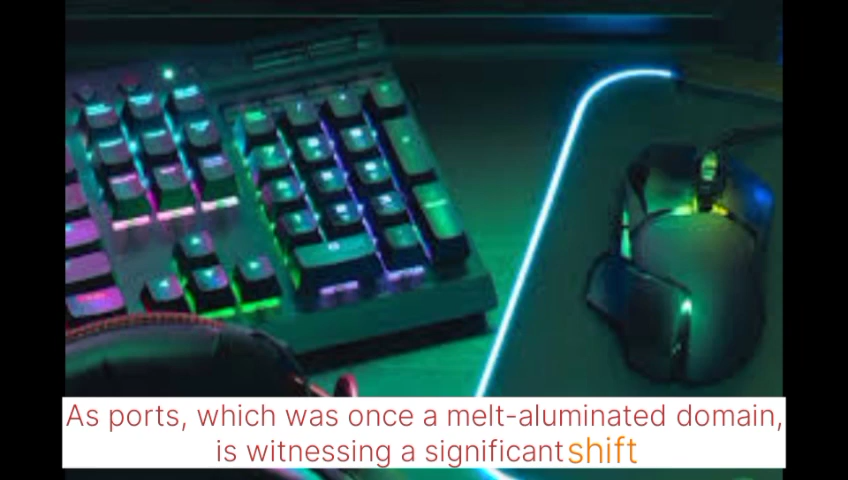 As ports, which was once a melt-aluminated domain,
is witnessing a significant shift